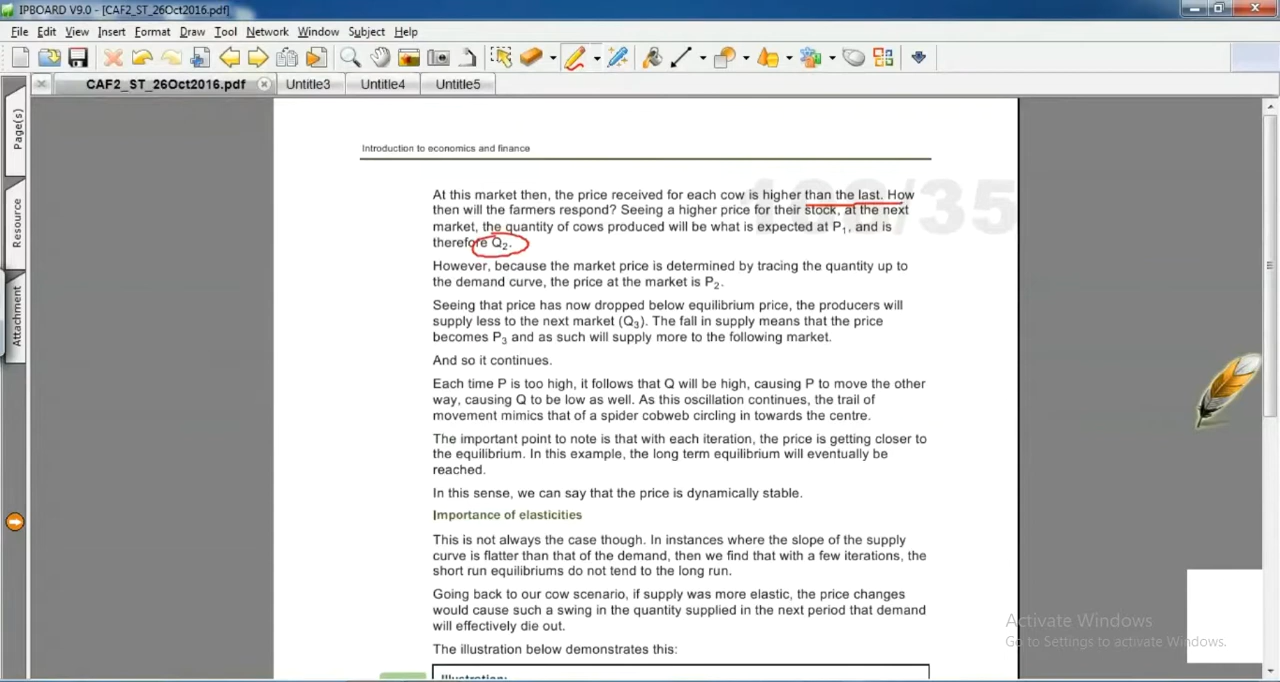 IPBOARD V9.0 - [CAF2_ST_26Oct2016.pdf]
File Edit View Insert Format Draw Tool Network Window Subject Help
CAF2_ST_26Oct2016.pdf Untitle3 Untitle4 Untitle5
Page(s)
Resource
Attachment
Introduction to economics and finance
At this market then, the price received for each cow is higher than the last. How
then will the farmers respond? Seeing a higher price for their stock, at the next
market, the quantity of cows produced will be what is expected at P₁, and is
therefore Q₂.
However, because the market price is determined by tracing the quantity up to
the demand curve, the price at the market is P₂.
Seeing that price has now dropped below equilibrium price, the producers will
supply less to the next market (Q₃). The fall in supply means that the price
becomes P₃ and as such will supply more to the following market.
And so it continues.
Each time P is too high, it follows that Q will be high, causing P to move the other
way, causing Q to be low as well. As this oscillation continues, the trail of
movement mimics that of a spider cobweb circling in towards the centre.
The important point to note is that with each iteration, the price is getting closer to
the equilibrium. In this example, the long term equilibrium will eventually be
reached.
In this sense, we can say that the price is dynamically stable.
Importance of elasticities
This is not always the case though. In instances where the slope of the supply
curve is flatter than that of the demand, then we find that with a few iterations, the
short run equilibriums do not tend to the long run.
Going back to our cow scenario, if supply was more elastic, the price changes
would cause such a swing in the quantity supplied in the next period that demand
will effectively die out.
The illustration below demonstrates this:
Illustration:
Activate Windows
Go to Settings to activate Windows.